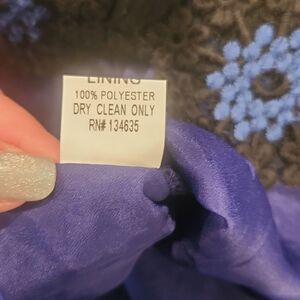 LINING
100% POLYESTER
DRY CLEAN ONLY
RN# 134635